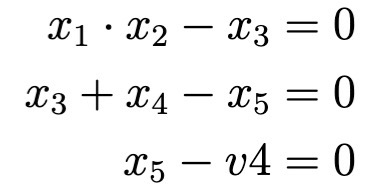 x₁ · x₂ − x₃ = 0
x₃ + x₄ − x₅ = 0
x₅ − v4 = 0